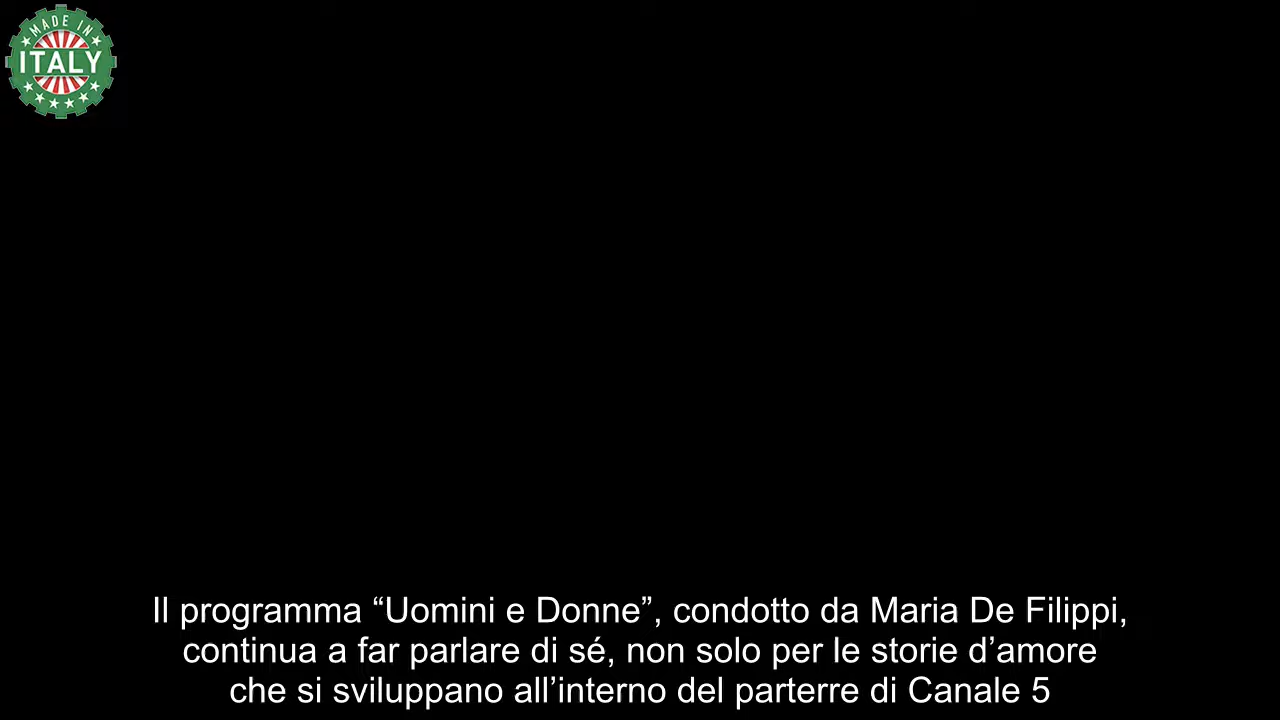 MADE IN
ITALY
Il programma “Uomini e Donne”, condotto da Maria De Filippi,
continua a far parlare di sé, non solo per le storie d’amore
che si sviluppano all’interno del parterre di Canale 5